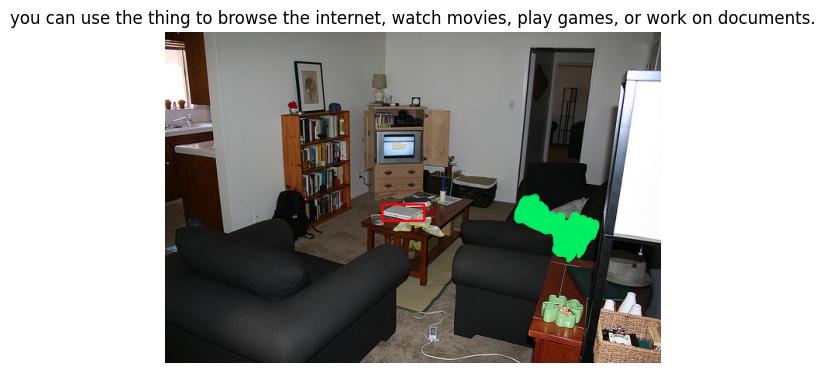 you can use the thing to browse the internet, watch movies, play games, or work on documents.